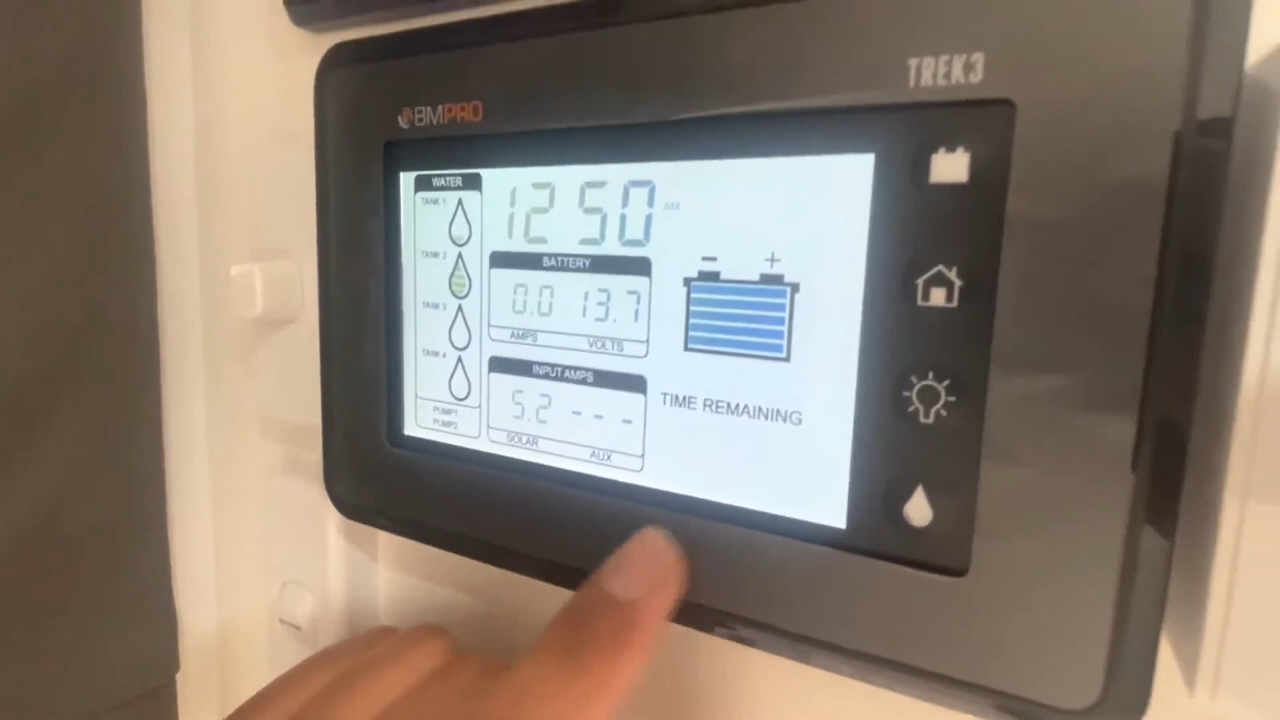 TREK3
BMPRO
WATER
TANK 1
TANK 2
TANK 3
TANK 4
PUMP1
PUMP2
12 50 AM
BATTERY
0.0 13.7
AMPS VOLTS
INPUT AMPS
5.2 - - -
SOLAR AUX
- +
TIME REMAINING